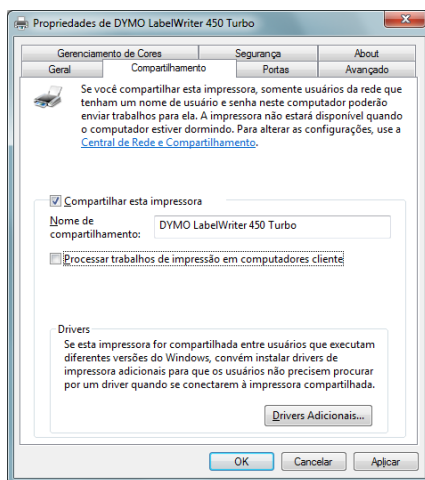 Propriedades de DYMO LabelWriter 450 Turbo
Gerenciamento de Cores Segurança About
Geral Compartilhamento Portas Avançado
Se você compartilhar esta impressora, somente usuários da rede que
tenham um nome de usuário e senha neste computador poderão
enviar trabalhos para ela. A impressora não estará disponível quando
o computador estiver dormindo. Para alterar as configurações, use a
Central de Rede e Compartilhamento.
Compartilhar esta impressora
Nome de
compartilhamento:
DYMO LabelWriter 450 Turbo
Processar trabalhos de impressão em computadores cliente
Drivers
Se esta impressora for compartilhada entre usuários que executam
diferentes versões do Windows, convém instalar drivers de
impressora adicionais para que os usuários não precisem procurar
por um driver quando se conectarem à impressora compartilhada.
Drivers Adicionais...
OK Cancelar Aplicar